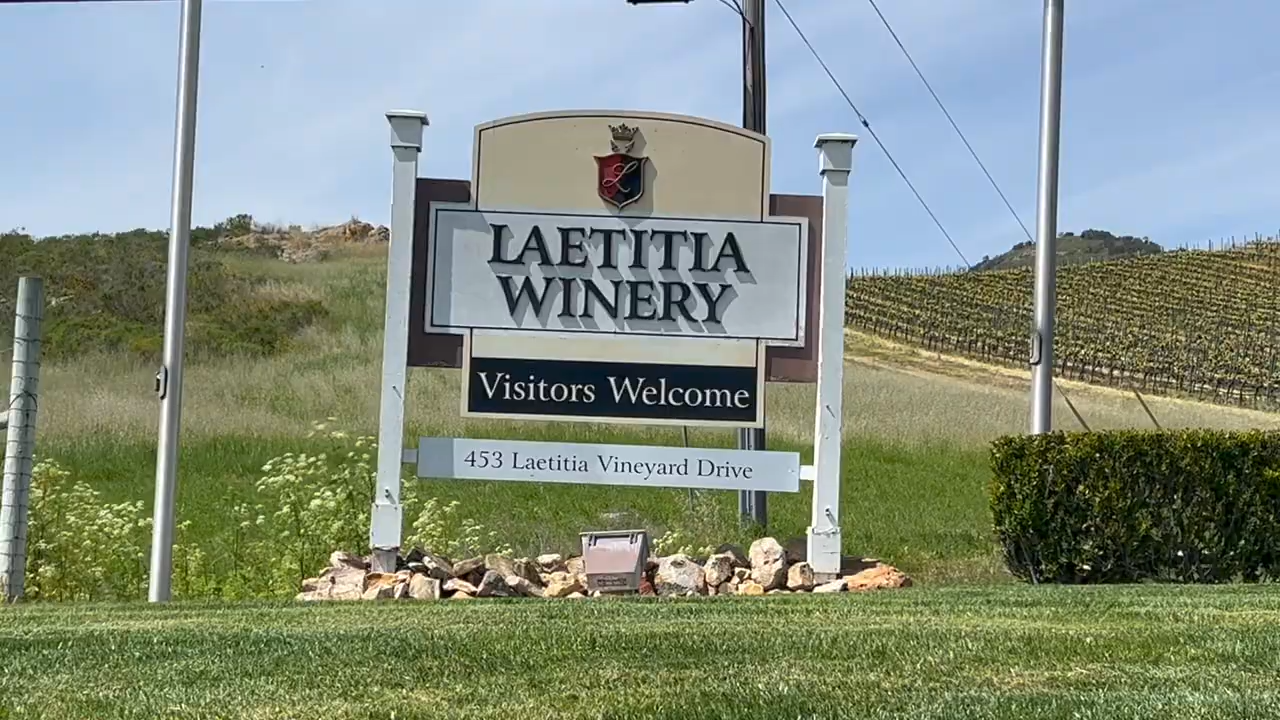 L
LAETITIA
WINERY
Visitors Welcome
453 Laetitia Vineyard Drive